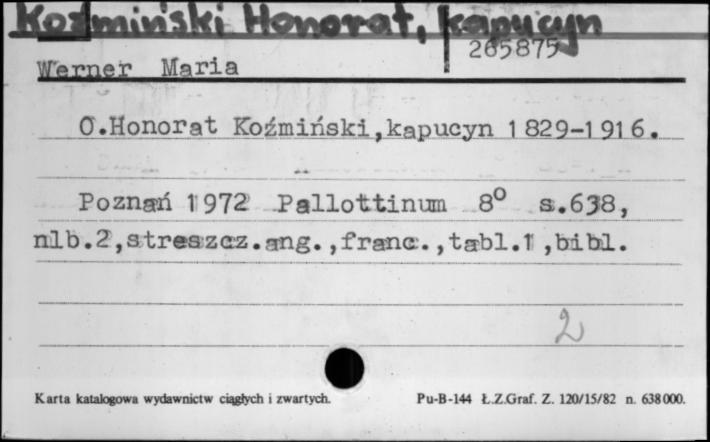 Koźmiński Honorat, kapucyn
265875
Werner Maria
O.Honorat Koźmiński,kapucyn 1829-1916.
Poznań 1972 Pallottinum 8º s.638,
nlb.2,streszcz.ang.,franc.,tabl.1,bibl.
2
Karta katalogowa wydawnictw ciągłych i zwartych. Pu-B-144 Ł.Z.Graf. Z. 120/15/82 n. 638000.